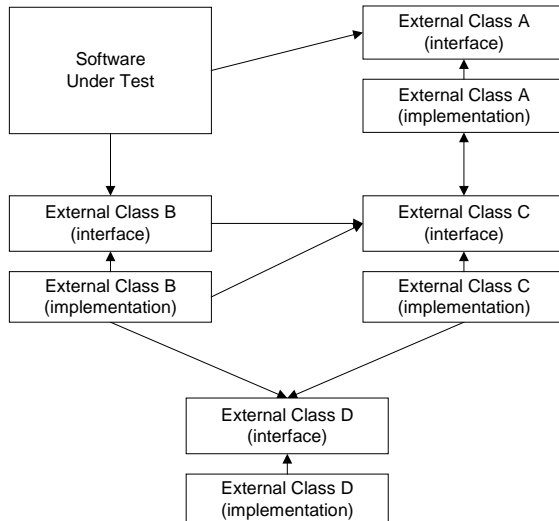 Software
Under Test
External Class A
(interface)
External Class A
(implementation)
External Class B
(interface)
External Class C
(interface)
External Class B
(implementation)
External Class C
(implementation)
External Class D
(interface)
External Class D
(implementation)